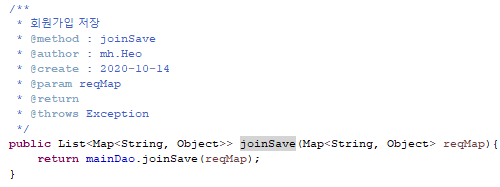 /**
 * 회원가입 저장
 * @method : joinSave
 * @author : mh.Heo
 * @create : 2020-10-14
 * @param reqMap
 * @return
 * @throws Exception
 */
public List<Map<String, Object>> joinSave(Map<String, Object> reqMap){
    return mainDao.joinSave(reqMap);
}